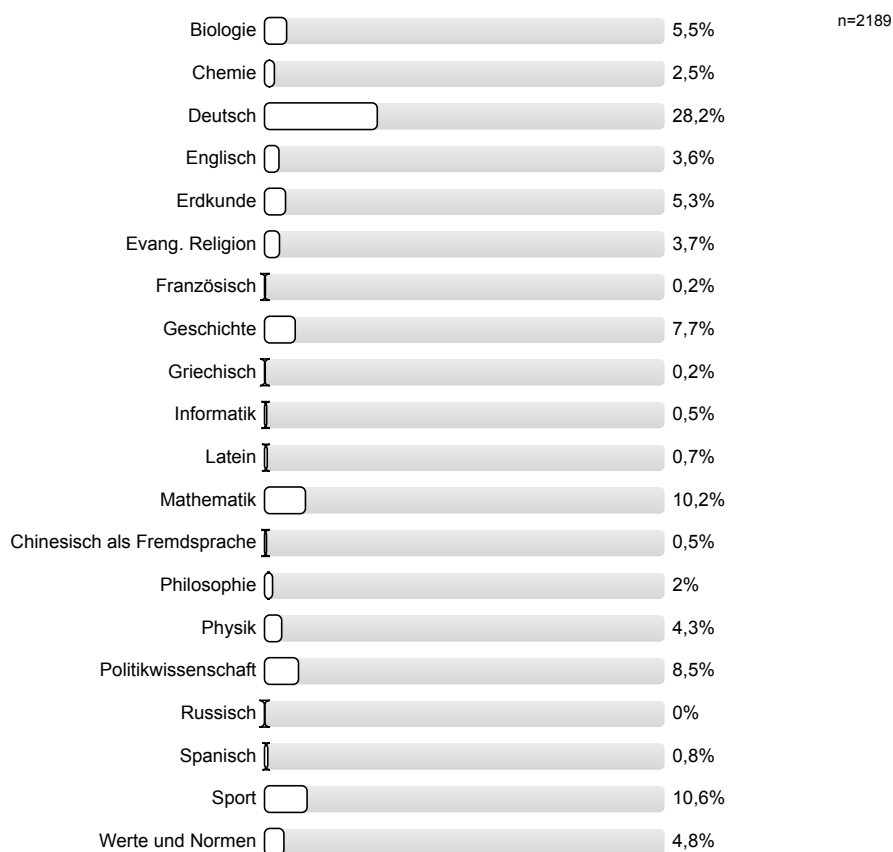 n=2189
Biologie 5,5%
Chemie 2,5%
Deutsch 28,2%
Englisch 3,6%
Erdkunde 5,3%
Evang. Religion 3,7%
Französisch 0,2%
Geschichte 7,7%
Griechisch 0,2%
Informatik 0,5%
Latein 0,7%
Mathematik 10,2%
Chinesisch als Fremdsprache 0,5%
Philosophie 2%
Physik 4,3%
Politikwissenschaft 8,5%
Russisch 0%
Spanisch 0,8%
Sport 10,6%
Werte und Normen 4,8%